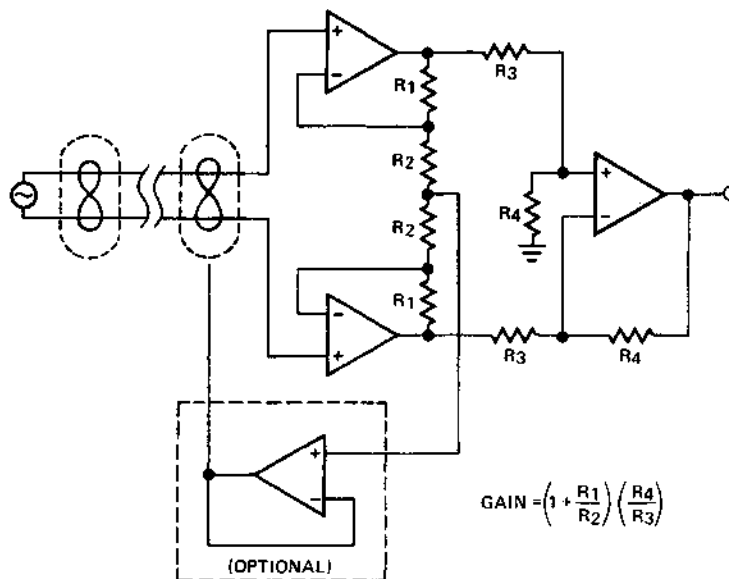 +
−
R1
R3
R2
R4
+
−
R2
−
+
R1
R3
R4
+
−
(OPTIONAL)
GAIN = (1 + R1/R2) (R4/R3)